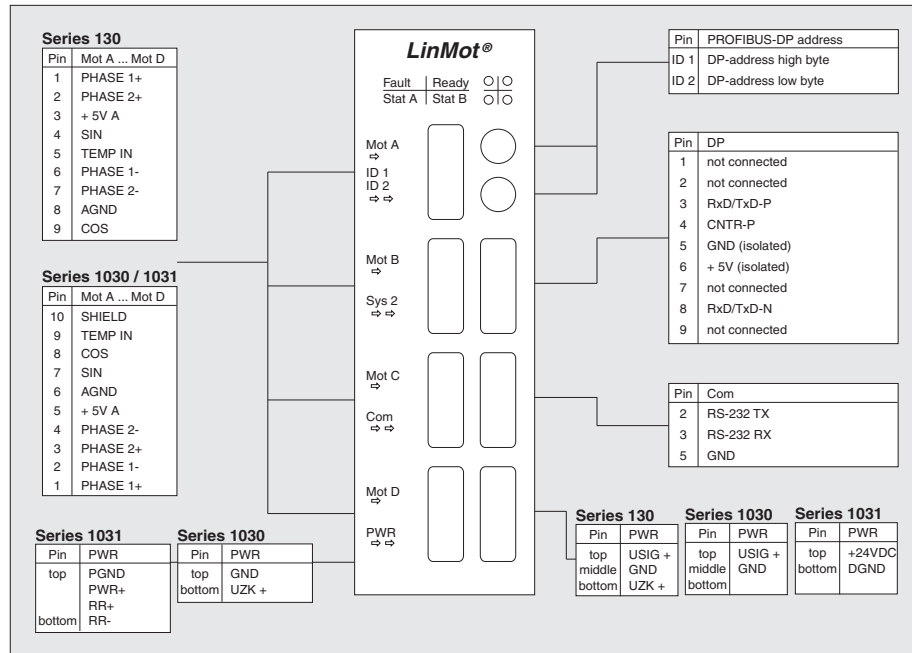 Series 130
Pin Mot A ... Mot D
1 PHASE 1+
2 PHASE 2+
3 + 5V A
4 SIN
5 TEMP IN
6 PHASE 1-
7 PHASE 2-
8 AGND
9 COS
Series 1030 / 1031
Pin Mot A ... Mot D
10 SHIELD
9 TEMP IN
8 COS
7 SIN
6 AGND
5 + 5V A
4 PHASE 2-
3 PHASE 2+
2 PHASE 1-
1 PHASE 1+
Series 1031
Pin PWR
top PGND
PWR+
RR+
bottom RR-
Series 1030
Pin PWR
top GND
bottom UZK +
LinMot®
Fault Ready
Stat A Stat B
Mot A
⇨
ID 1
ID 2
⇨ ⇨
Mot B
⇨
Sys 2
⇨ ⇨
Mot C
⇨
Com
⇨ ⇨
Mot D
⇨
PWR
⇨ ⇨
Pin PROFIBUS-DP address
ID 1 DP-address high byte
ID 2 DP-address low byte
Pin DP
1 not connected
2 not connected
3 RxD/TxD-P
4 CNTR-P
5 GND (isolated)
6 + 5V (isolated)
7 not connected
8 RxD/TxD-N
9 not connected
Pin Com
2 RS-232 TX
3 RS-232 RX
5 GND
Series 130
Pin PWR
top USIG +
middle GND
bottom UZK +
Series 1030
Pin PWR
top USIG +
middle GND
bottom
Series 1031
Pin PWR
top +24VDC
bottom DGND